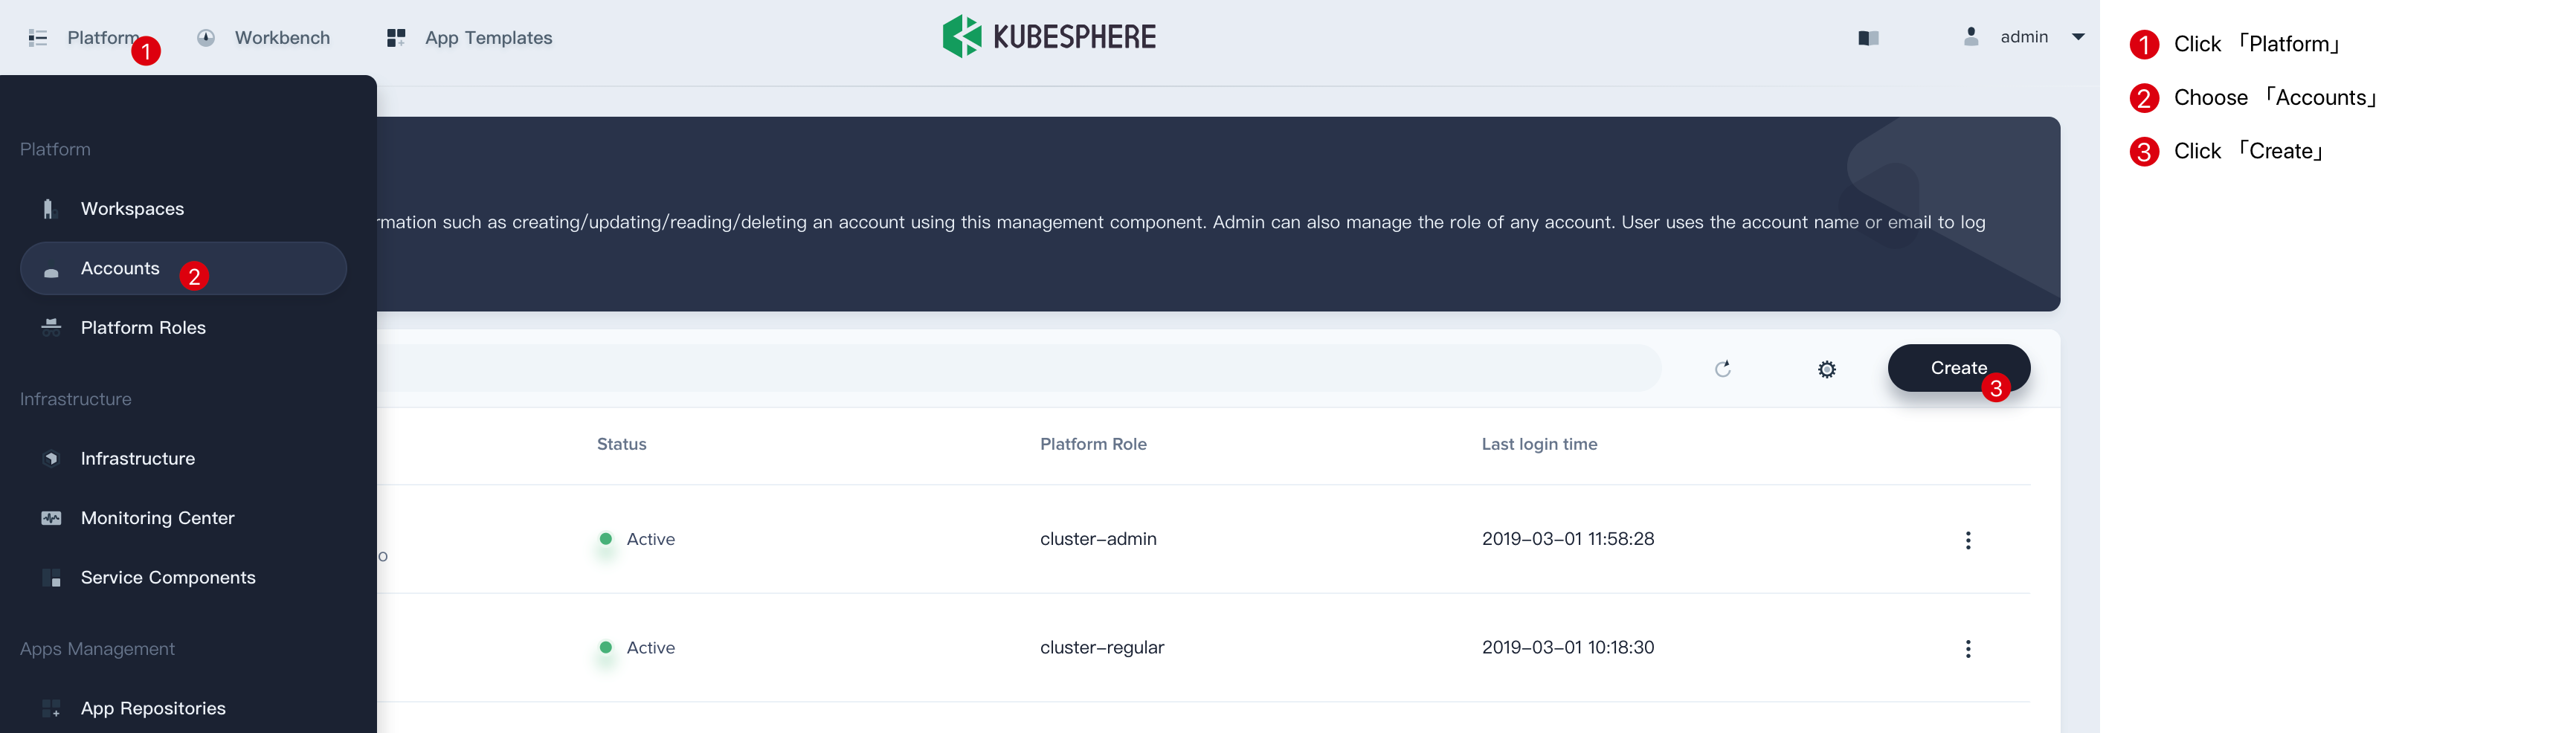 Platform 1 Workbench App Templates KUBESPHERE admin
Platform
Workspaces
Accounts 2
Platform Roles
Infrastructure
Infrastructure
Monitoring Center
Service Components
Apps Management
App Repositories
rmation such as creating/updating/reading/deleting an account using this management component. Admin can also manage the role of any account. User uses the account name or email to log
Create 3
Status Platform Role Last login time
o Active cluster-admin 2019-03-01 11:58:28
Active cluster-regular 2019-03-01 10:18:30
1 Click 「Platform」
2 Choose 「Accounts」
3 Click 「Create」